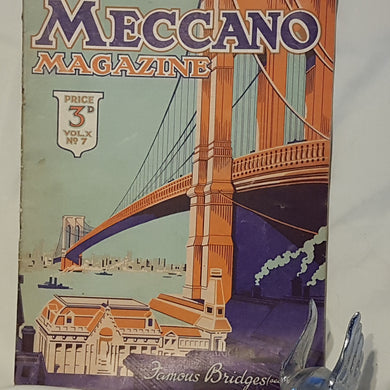 MECCANO
MAGAZINE
PRICE
3D
VOL.X
No 7
Famous Bridges